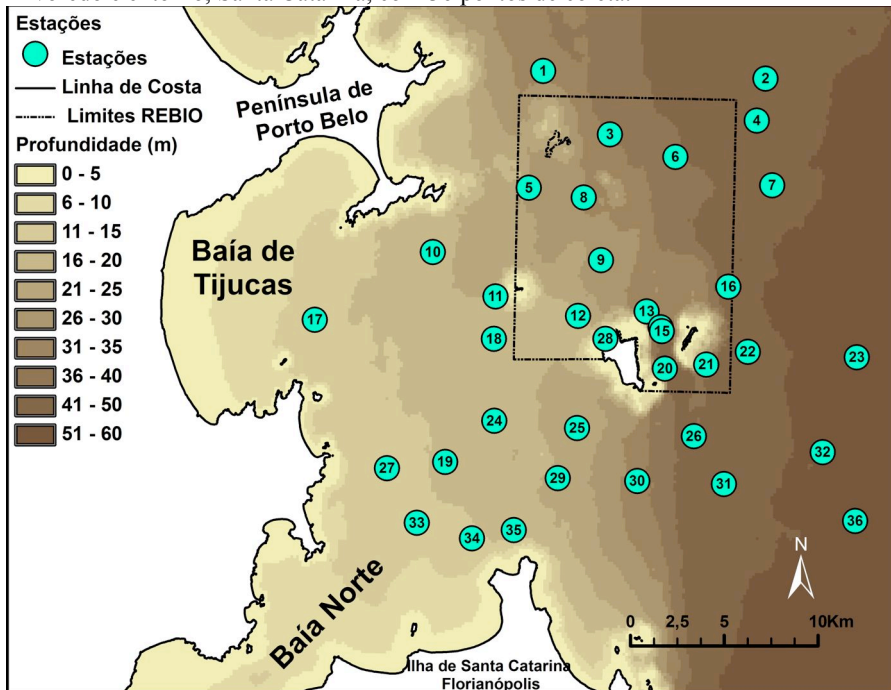 Estações
Estações
Linha de Costa
Limites REBIO
Profundidade (m)
0 - 5
6 - 10
11 - 15
16 - 20
21 - 25
26 - 30
31 - 35
36 - 40
41 - 50
51 - 60
Península de
Porto Belo
Baía de
Tijucas
Baía Norte
Ilha de Santa Catarina
Florianópolis
1
2
3
4
5
6
7
8
9
10
11
12
13
15
16
17
18
28
20
21
22
23
24
25
26
27
19
29
30
31
32
33
34
35
36
N
0
2,5
5
10Km